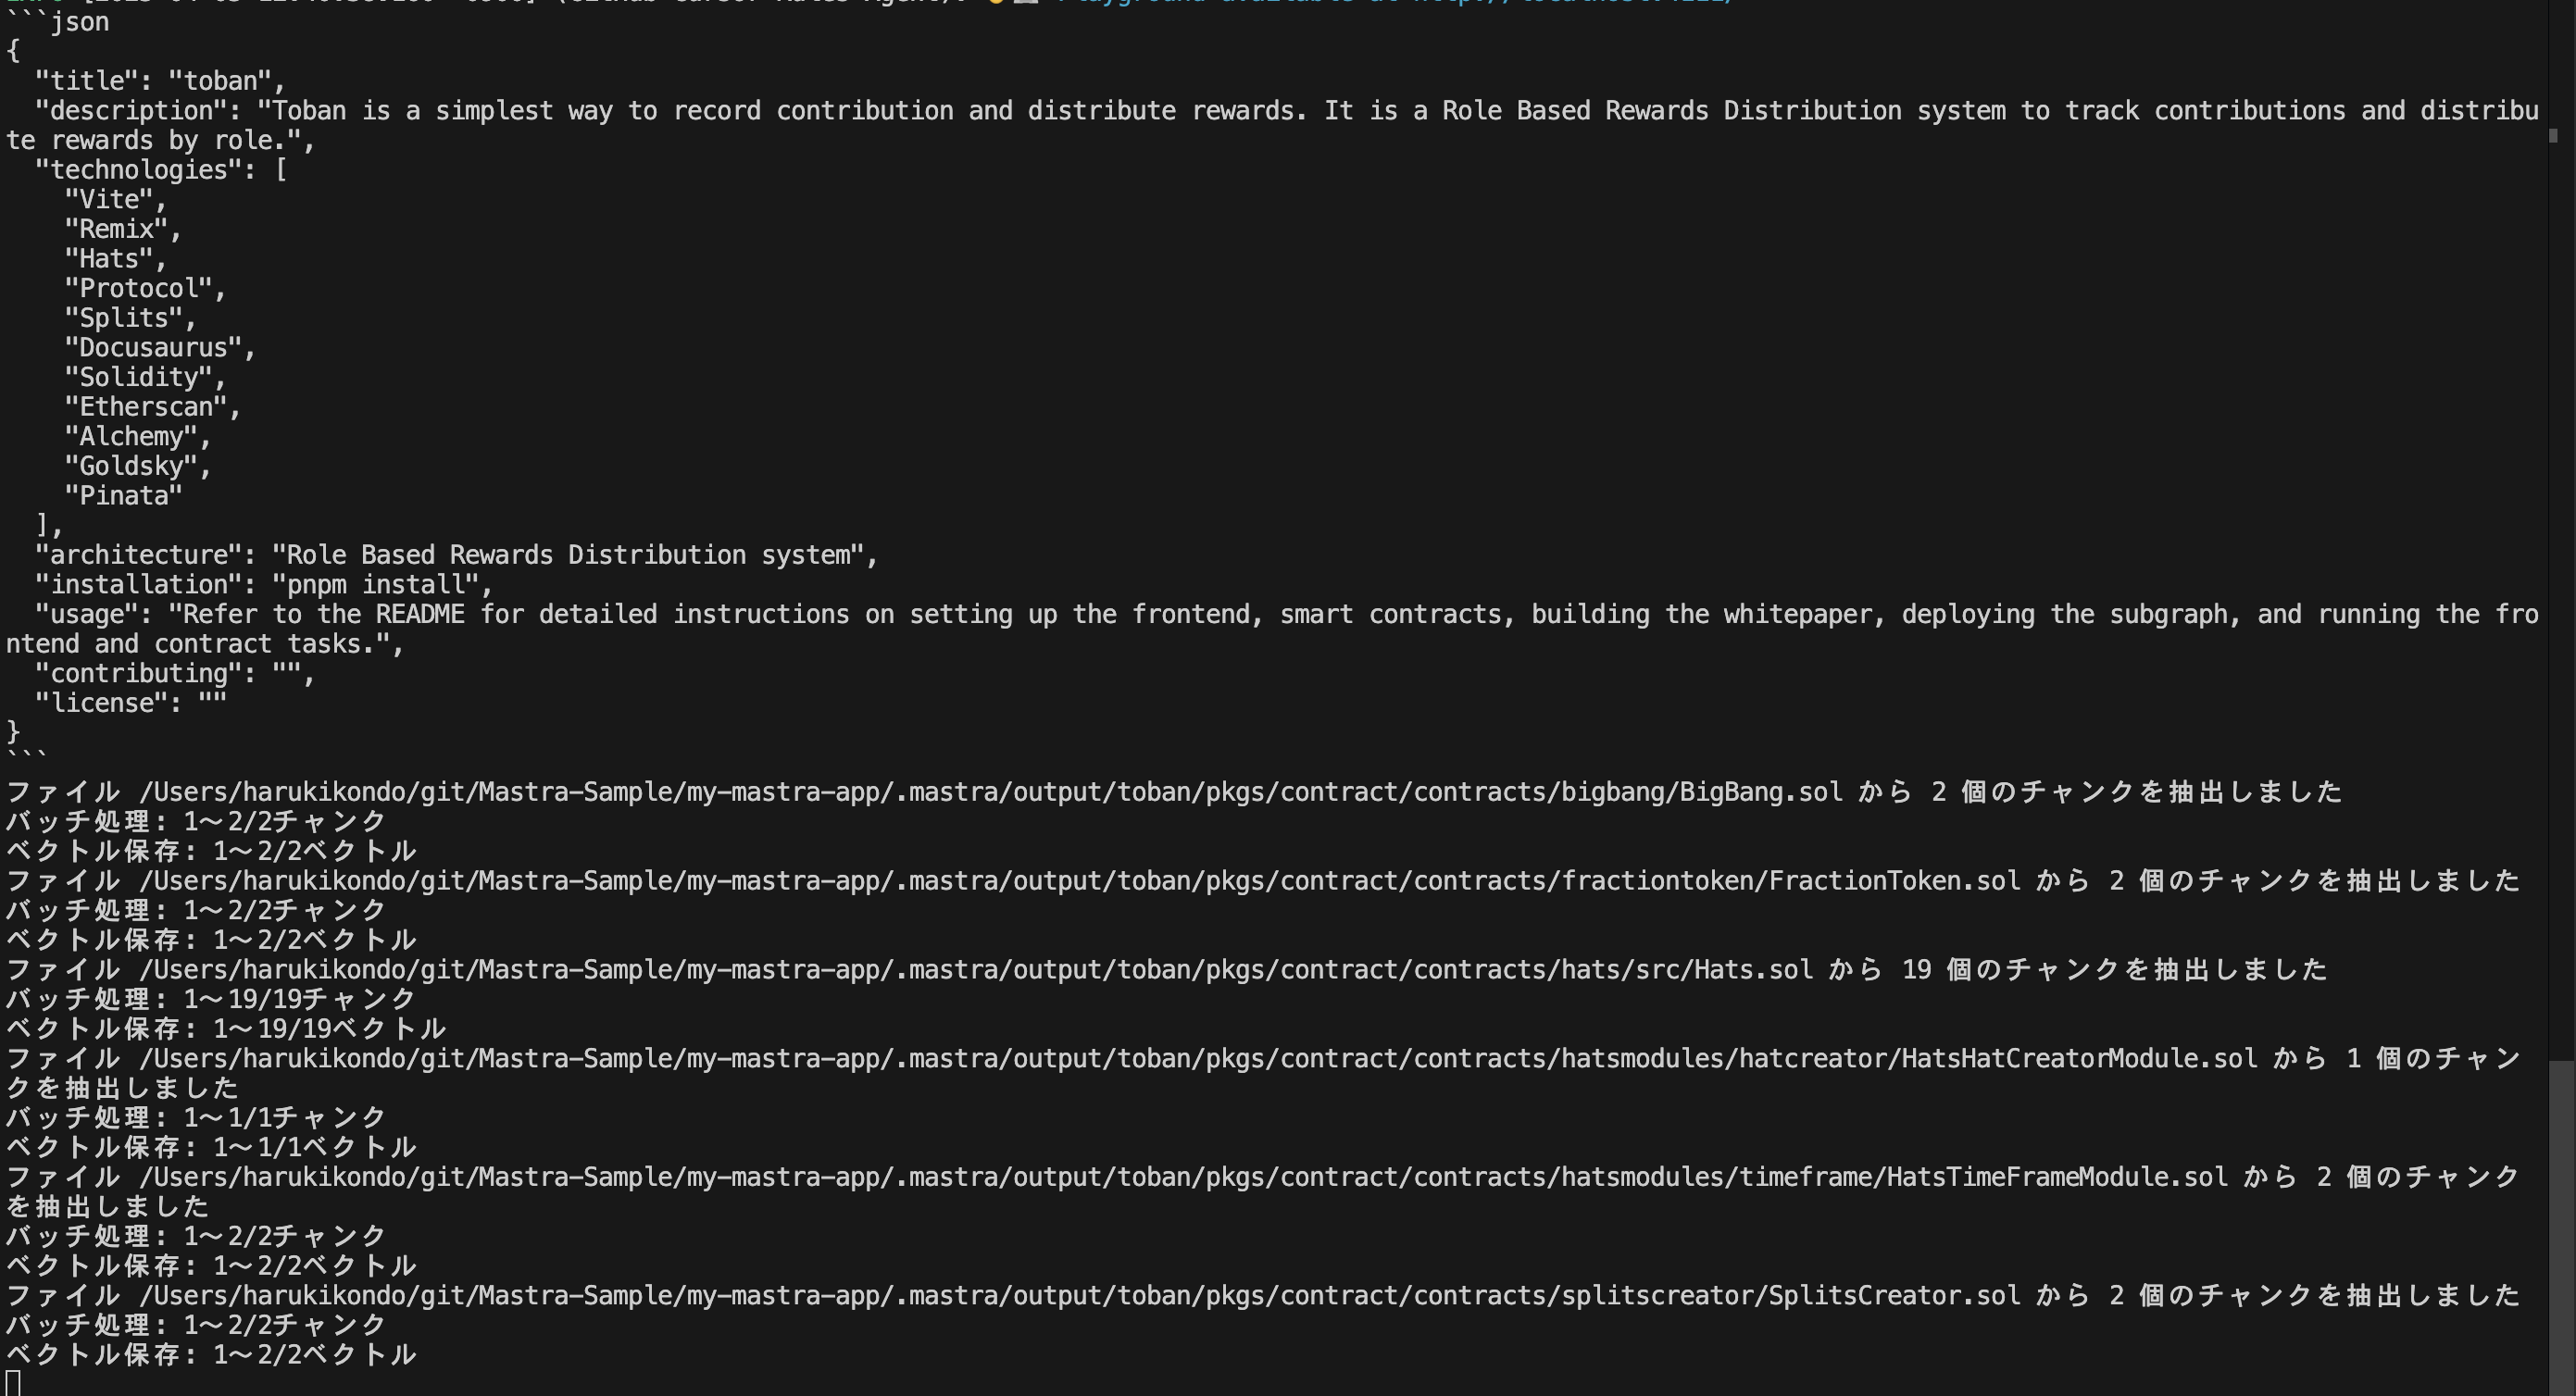 ```json
{
  "title": "toban",
  "description": "Toban is a simplest way to record contribution and distribute rewards. It is a Role Based Rewards Distribution system to track contributions and distribu
te rewards by role.",
  "technologies": [
    "Vite",
    "Remix",
    "Hats",
    "Protocol",
    "Splits",
    "Docusaurus",
    "Solidity",
    "Etherscan",
    "Alchemy",
    "Goldsky",
    "Pinata"
  ],
  "architecture": "Role Based Rewards Distribution system",
  "installation": "pnpm install",
  "usage": "Refer to the README for detailed instructions on setting up the frontend, smart contracts, building the whitepaper, deploying the subgraph, and running the fro
ntend and contract tasks.",
  "contributing": "",
  "license": ""
}
```
ファイル /Users/harukikondo/git/Mastra-Sample/my-mastra-app/.mastra/output/toban/pkgs/contract/contracts/bigbang/BigBang.sol から 2 個のチャンクを抽出しました
バッチ処理: 1〜2/2チャンク
ベクトル保存: 1〜2/2ベクトル
ファイル /Users/harukikondo/git/Mastra-Sample/my-mastra-app/.mastra/output/toban/pkgs/contract/contracts/fractiontoken/FractionToken.sol から 2 個のチャンクを抽出しました
バッチ処理: 1〜2/2チャンク
ベクトル保存: 1〜2/2ベクトル
ファイル /Users/harukikondo/git/Mastra-Sample/my-mastra-app/.mastra/output/toban/pkgs/contract/contracts/hats/src/Hats.sol から 19 個のチャンクを抽出しました
バッチ処理: 1〜19/19チャンク
ベクトル保存: 1〜19/19ベクトル
ファイル /Users/harukikondo/git/Mastra-Sample/my-mastra-app/.mastra/output/toban/pkgs/contract/contracts/hatsmodules/hatcreator/HatsHatCreatorModule.sol から 1 個のチャン
クを抽出しました
バッチ処理: 1〜1/1チャンク
ベクトル保存: 1〜1/1ベクトル
ファイル /Users/harukikondo/git/Mastra-Sample/my-mastra-app/.mastra/output/toban/pkgs/contract/contracts/hatsmodules/timeframe/HatsTimeFrameModule.sol から 2 個のチャンク
を抽出しました
バッチ処理: 1〜2/2チャンク
ベクトル保存: 1〜2/2ベクトル
ファイル /Users/harukikondo/git/Mastra-Sample/my-mastra-app/.mastra/output/toban/pkgs/contract/contracts/splitscreator/SplitsCreator.sol から 2 個のチャンクを抽出しました
バッチ処理: 1〜2/2チャンク
ベクトル保存: 1〜2/2ベクトル